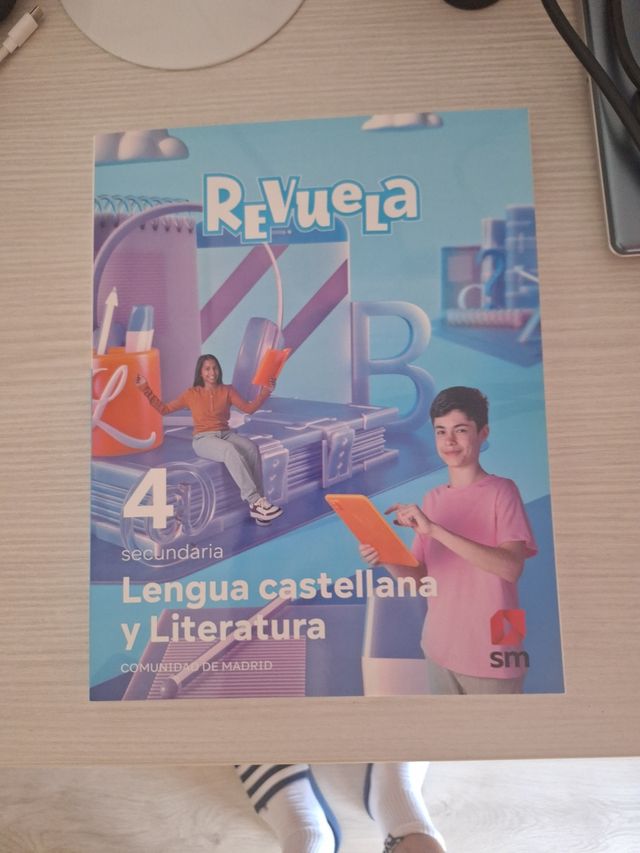 REVUELA
B
L
4
secundaria
Lengua castellana
y Literatura
COMUNIDAD DE MADRID
sm